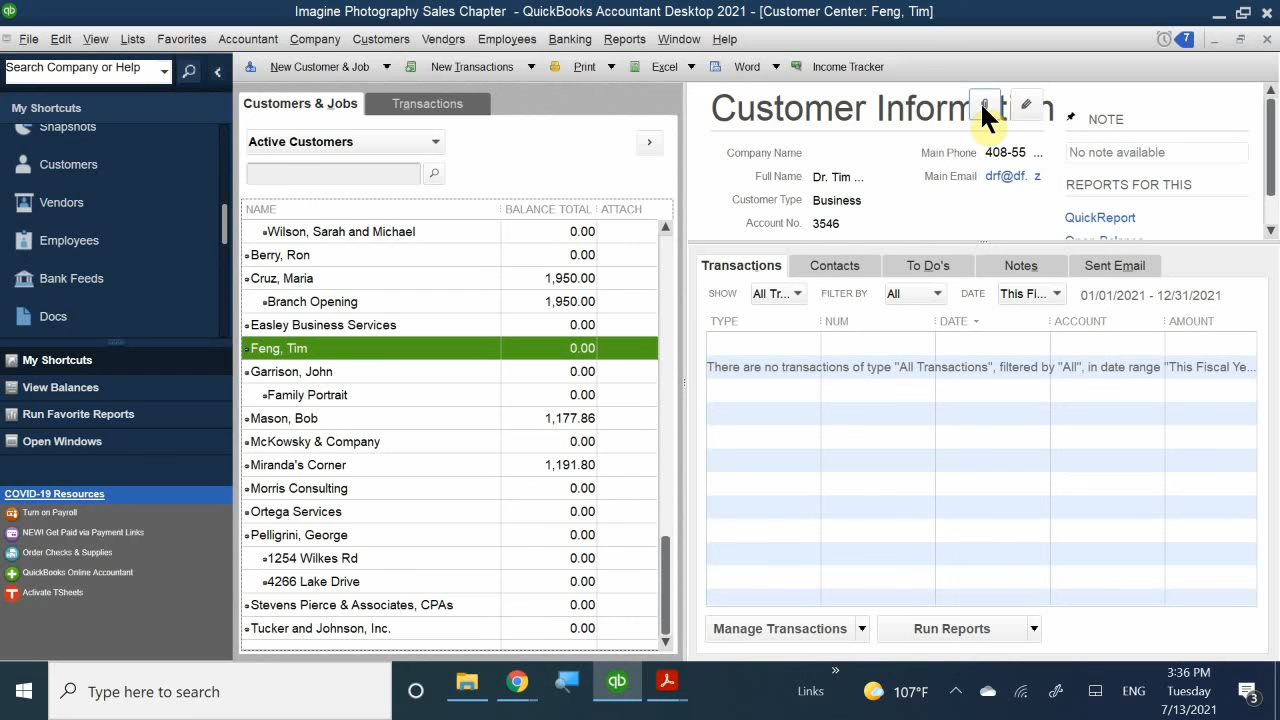 Imagine Photography Sales Chapter - QuickBooks Accountant Desktop 2021 - [Customer Center: Feng, Tim]
File Edit View Lists Favorites Accountant Company Customers Vendors Employees Banking Reports Window Help 7
Search Company or Help
New Customer & Job New Transactions Print Excel Word Income Tracker
My Shortcuts
Snapshots
Customers
Vendors
Employees
Bank Feeds
Docs
My Shortcuts
View Balances
Run Favorite Reports
Open Windows
COVID-19 Resources
Turn on Payroll
NEW! Get Paid via Payment Links
Order Checks & Supplies
QuickBooks Online Accountant
Activate TSheets
Customers & Jobs Transactions
Active Customers
NAME BALANCE TOTAL ATTACH
Wilson, Sarah and Michael 0.00
Berry, Ron 0.00
Cruz, Maria 1,950.00
Branch Opening 1,950.00
Easley Business Services 0.00
Feng, Tim 0.00
Garrison, John 0.00
Family Portrait 0.00
Mason, Bob 1,177.86
McKowsky & Company 0.00
Miranda's Corner 1,191.80
Morris Consulting 0.00
Ortega Services 0.00
Pelligrini, George 0.00
1254 Wilkes Rd 0.00
4266 Lake Drive 0.00
Stevens Pierce & Associates, CPAs 0.00
Tucker and Johnson, Inc. 0.00
Customer Information
Company Name
Full Name Dr. Tim ...
Customer Type Business
Account No. 3546
Main Phone 408-55 ...
Main Email drf@df. z
NOTE
No note available
REPORTS FOR THIS
QuickReport
Transactions Contacts To Do's Notes Sent Email
SHOW All Tr... FILTER BY All DATE This Fi... 01/01/2021 - 12/31/2021
TYPE NUM DATE ACCOUNT AMOUNT
There are no transactions of type "All Transactions", filtered by "All", in date range "This Fiscal Ye...
Manage Transactions Run Reports
Type here to search
qb
Links » 107°F ENG
3:36 PM
Tuesday
7/13/2021
3